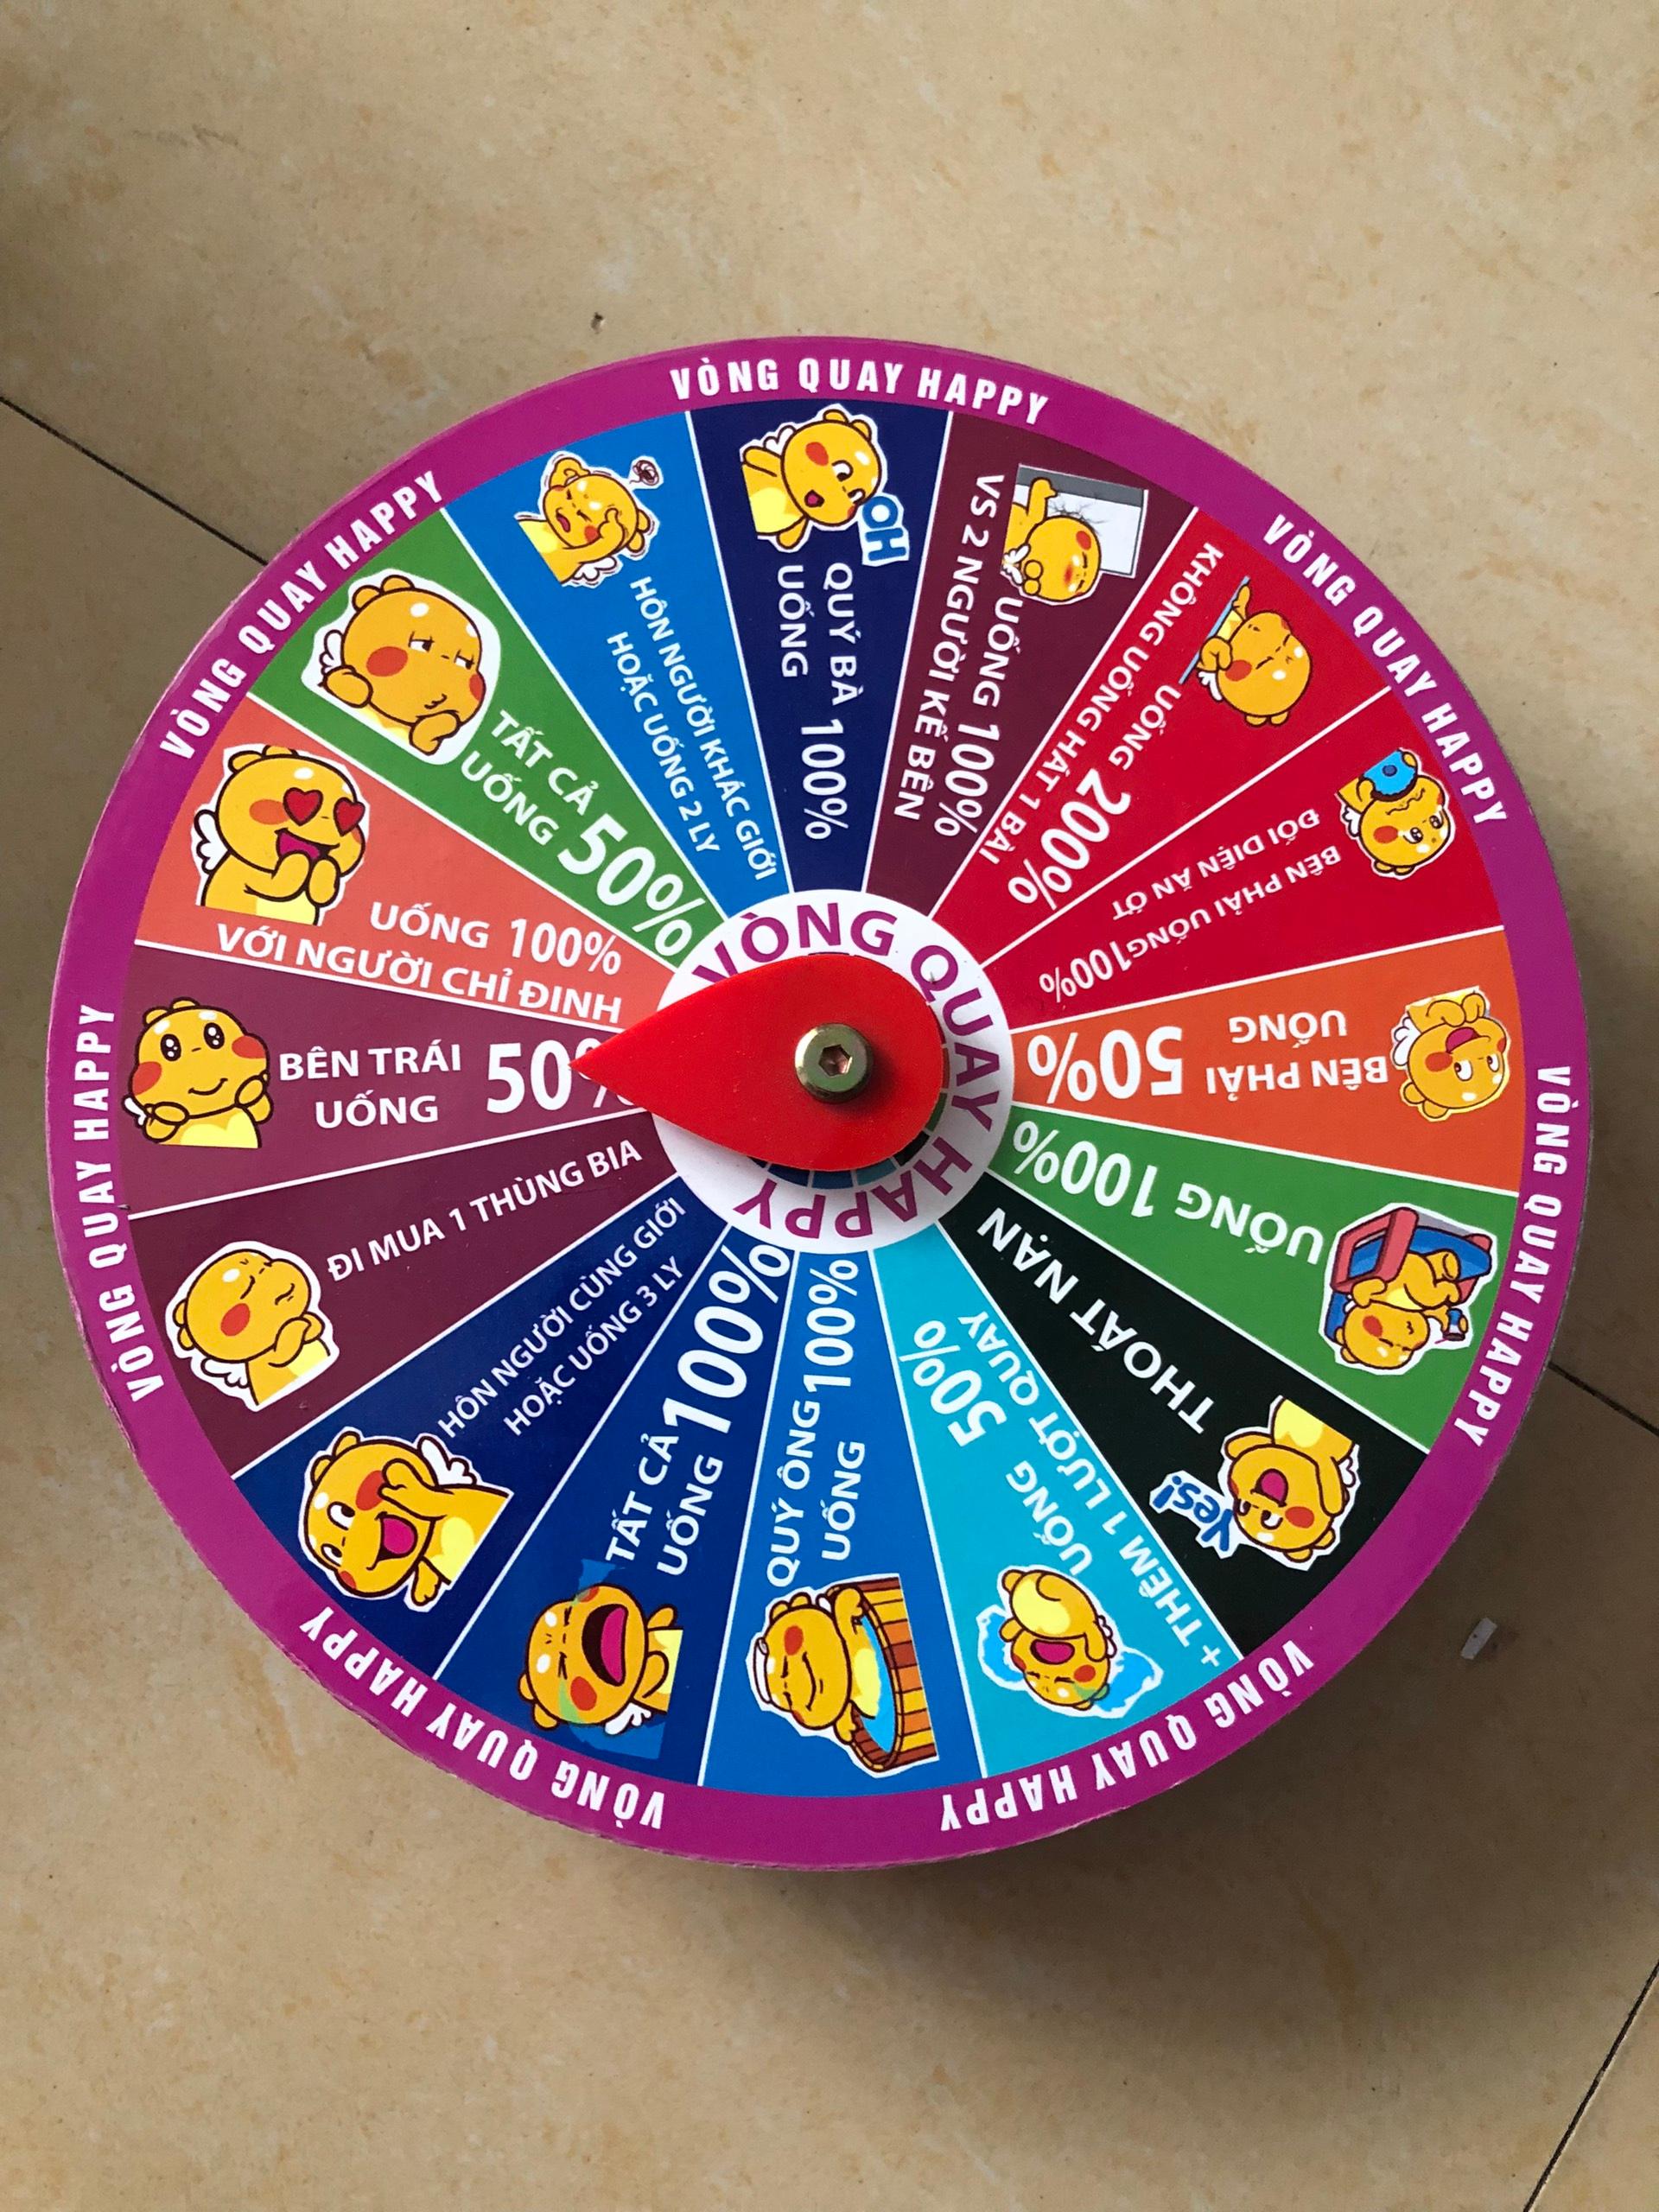 VÒNG QUAY HAPPY
VÒNG QUAY HAPPY
VÒNG QUAY HAPPY
VÒNG QUAY HAPPY
VÒNG QUAY HAPPY
VÒNG QUAY HAPPY
VÒNG QUAY HAPPY
VÒNG QUAY HAPPY
OH
QUÝ BÀ 100%
UỐNG
UỐNG 100%
VS 2 NGƯỜI KẾ BÊN
UỐNG 200%
KHÔNG UỐNG HÁT 1 BÀI
BÊN PHẢI UỐNG 100%
ĐỐI DIỆN ĂN ỚT
BÊN PHẢI 50%
UỐNG
UỐNG 100%
THOÁT NẠN
Yes!
UỐNG 50%
+ THÊM 1 LƯỢT QUAY
QUÝ ÔNG 100%
UỐNG
TẤT CẢ
UỐNG 100%
HÔN NGƯỜI CÙNG GIỚI
HOẶC UỐNG 3 LY
ĐI MUA 1 THÙNG BIA
BÊN TRÁI 50%
UỐNG
UỐNG 100%
VỚI NGƯỜI CHỈ ĐINH
TẤT CẢ
UỐNG 50%
HÔN NGƯỜI KHÁC GIỚI
HOẶC UỐNG 2 LY
VÒNG QUAY HAPPY